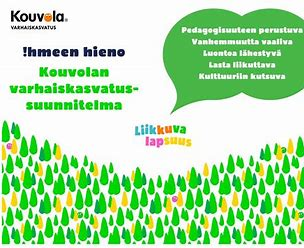 Kouvola
VARHAISKASVATUS
!hmeen hieno
Kouvolan
varhaiskasvatus-
suunnitelma
Pedagogisuuteen perustuva
Vanhemmuutta vaaliva
Luontoa lähestyvä
Lasta liikuttava
Kulttuuriin kutsuva
Liikkuva
lapsuus